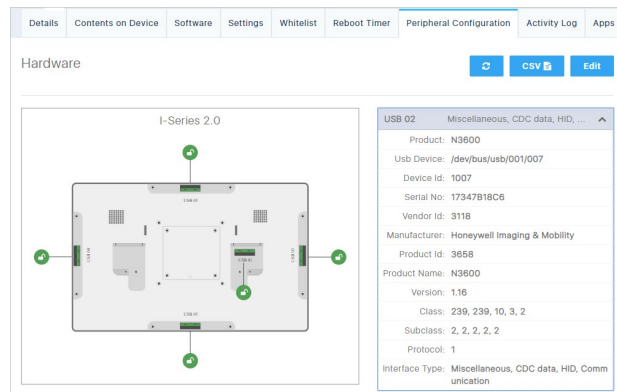 Details Contents on Device Software Settings Whitelist Reboot Timer Peripheral Configuration Activity Log Apps
Hardware
CSV Edit
I-Series 2.0
USB 02 Miscellaneous, CDC data, HID, ...
Product: N3600
Usb Device: /dev/bus/usb/001/007
Device Id: 1007
Serial No: 17347B18C6
Vendor Id: 3118
Manufacturer: Honeywell Imaging & Mobility
Product Id: 3658
Product Name: N3600
Version: 1.16
Class: 239, 239, 10, 3, 2
Subclass: 2, 2, 2, 2, 2
Protocol: 1
Interface Type: Miscellaneous, CDC data, HID, Comm
unication